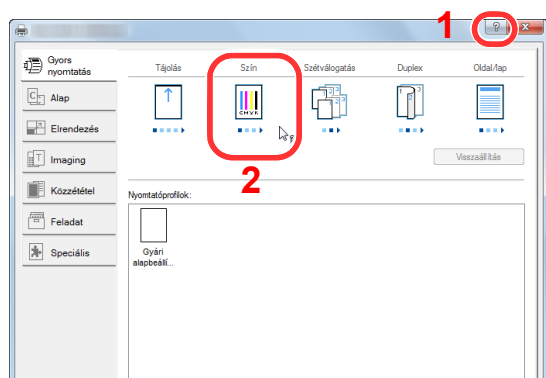 1
?
x
Gyors
nyomtatás
Alap
Elrendezés
Imaging
Közzététel
Feladat
Speciális
Tájolás
Szín
Szétválogatás
Duplex
Oldal/lap
CMYK
2
Visszaállítás
Nyomtatóprofilok:
Gyári
alapbeállí...